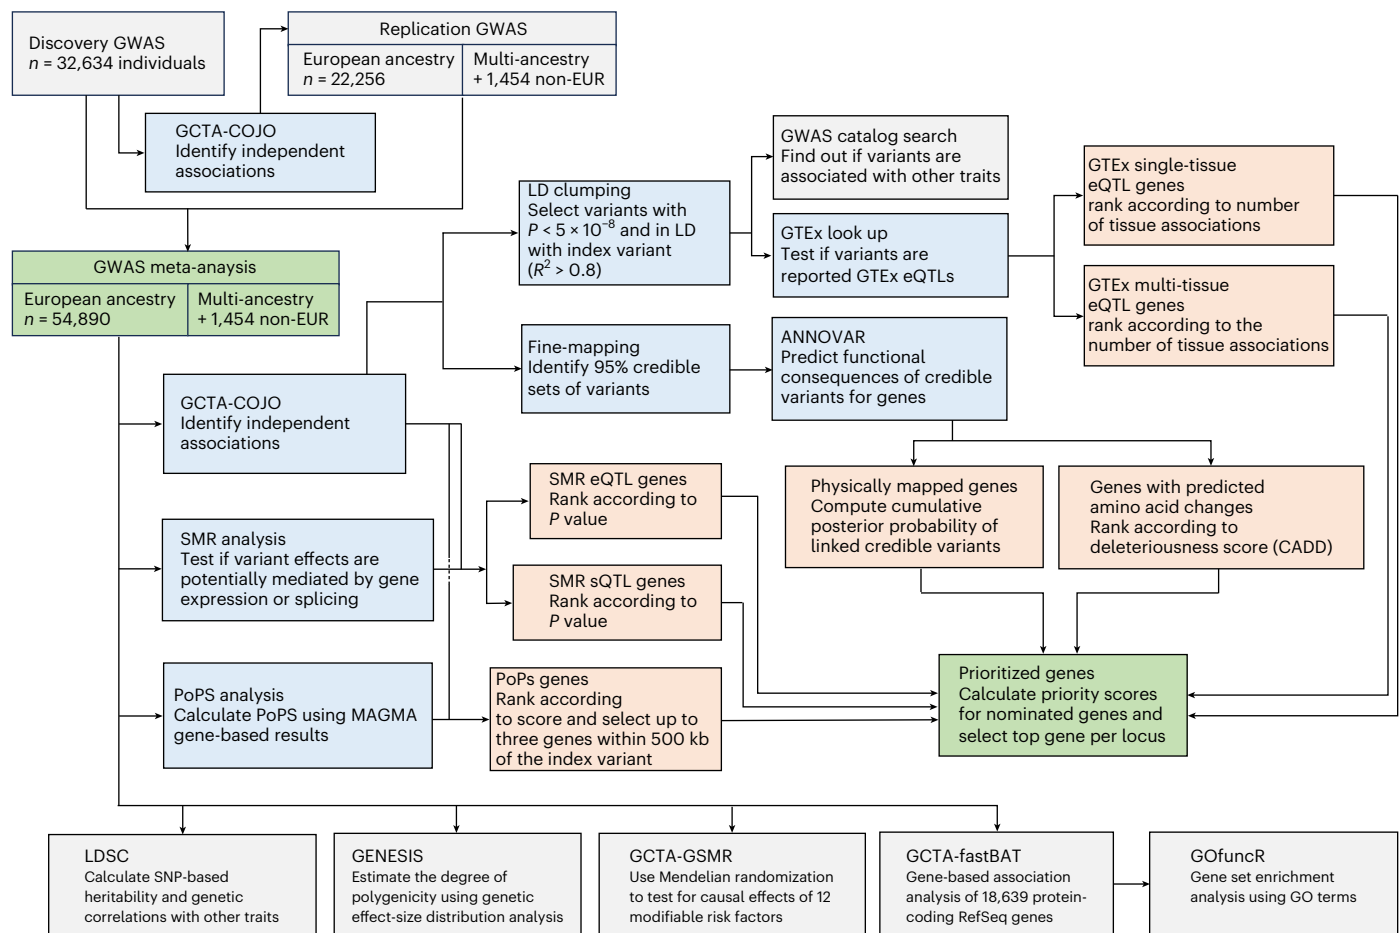 Discovery GWAS
n = 32,634 individuals
Replication GWAS
European ancestry
n = 22,256
Multi-ancestry
+ 1,454 non-EUR
GCTA-COJO
Identify independent
associations
GWAS meta-anaysis
European ancestry
n = 54,890
Multi-ancestry
+ 1,454 non-EUR
LD clumping
Select variants with
P < 5 × 10⁻⁸ and in LD
with index variant
(R² > 0.8)
GWAS catalog search
Find out if variants are
associated with other traits
GTEx look up
Test if variants are
reported GTEx eQTLs
GTEx single-tissue
eQTL genes
rank according to number
of tissue associations
GTEx multi-tissue
eQTL genes
rank according to the
number of tissue associations
Fine-mapping
Identify 95% credible
sets of variants
ANNOVAR
Predict functional
consequences of credible
variants for genes
GCTA-COJO
Identify independent
associations
SMR eQTL genes
Rank according to
P value
Physically mapped genes
Compute cumulative
posterior probability of
linked credible variants
Genes with predicted
amino acid changes
Rank according to
deleteriousness score (CADD)
SMR analysis
Test if variant effects are
potentially mediated by gene
expression or splicing
SMR sQTL genes
Rank according to
P value
PoPS analysis
Calculate PoPS using MAGMA
gene-based results
PoPs genes
Rank according
to score and select up to
three genes within 500 kb
of the index variant
Prioritized genes
Calculate priority scores
for nominated genes and
select top gene per locus
LDSC
Calculate SNP-based
heritability and genetic
correlations with other traits
GENESIS
Estimate the degree of
polygenicity using genetic
effect-size distribution analysis
GCTA-GSMR
Use Mendelian randomization
to test for causal effects of 12
modifiable risk factors
GCTA-fastBAT
Gene-based association
analysis of 18,639 protein-
coding RefSeq genes
GOfuncR
Gene set enrichment
analysis using GO terms